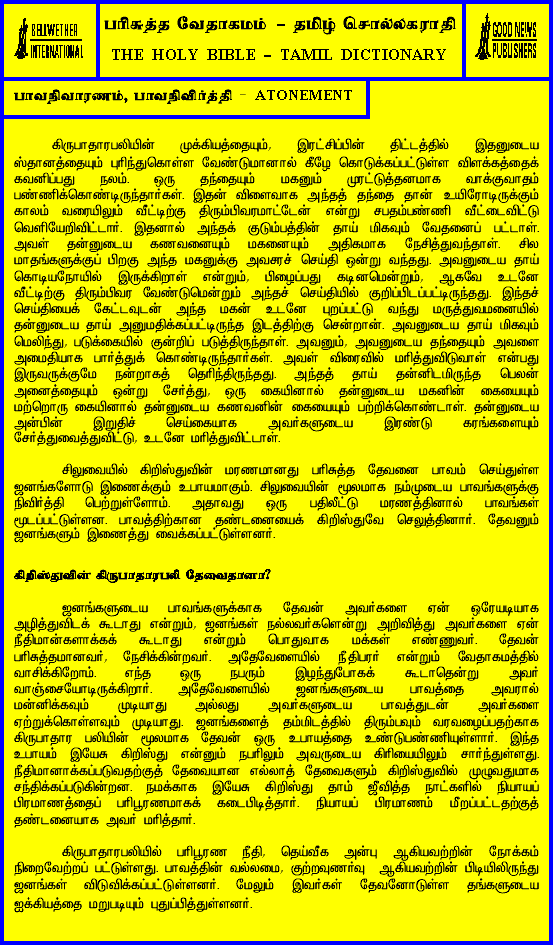 BELLWETHER
INTERNATIONAL
பரிசுத்த வேதாகமம் – தமிழ் சொல்லகராதி
THE HOLY BIBLE – TAMIL DICTIONARY
GOOD NEWS
PUBLISHERS
பாவநிவாரணம், பாவநிவிர்த்தி - ATONEMENT
கிருபாதாரபலியின் முக்கியத்தையும், இரட்சிப்பின் திட்டத்தில் இதனுடைய
ஸ்தானத்தையும் புரிந்துகொள்ள வேண்டுமானால் கீழே கொடுக்கப்பட்டுள்ள விளக்கத்தைக்
கவனிப்பது நலம். ஒரு தந்தையும் மகனும் முரட்டுத்தனமாக வாக்குவாதம்
பண்ணிக்கொண்டிருந்தார்கள். இதன் விளைவாக அந்தத் தந்தை தான் உயிரோடிருக்கும்
காலம் வரையிலும் வீட்டிற்கு திரும்பிவரமாட்டேன் என்று சபதம்பண்ணி வீட்டைவிட்டு
வெளியேறிவிட்டார். இதனால் அந்தக் குடும்பத்தின் தாய் மிகவும் வேதனைப் பட்டாள்.
அவள் தன்னுடைய கணவனையும் மகனையும் அதிகமாக நேசித்துவந்தாள். சில
மாதங்களுக்குப் பிறகு அந்த மகனுக்கு அவசரச் செய்தி ஒன்று வந்தது. அவனுடைய தாய்
கொடியநோயில் இருக்கிறாள் என்றும், பிழைப்பது கடினமென்றும், ஆகவே உடனே
வீட்டிற்கு திரும்பிவர வேண்டுமென்றும் அந்தச் செய்தியில் குறிப்பிடப்பட்டிருந்தது. இந்தச்
செய்தியைக் கேட்டவுடன் அந்த மகன் உடனே புறப்பட்டு வந்து மருத்துவமனையில்
தன்னுடைய தாய் அனுமதிக்கப்பட்டிருந்த இடத்திற்கு சென்றான். அவனுடைய தாய் மிகவும்
மெலிந்து, படுக்கையில் குன்றிப் படுத்திருந்தாள். அவனும், அவனுடைய தந்தையும் அவளை
அமைதியாக பார்த்துக் கொண்டிருந்தார்கள். அவள் விரைவில் மரித்துவிடுவாள் என்பது
இருவருக்குமே நன்றாகத் தெரிந்திருந்தது. அந்தத் தாய் தன்னிடமிருந்த பெலன்
அனைத்தையும் ஒன்று சேர்த்து, ஒரு கையினால் தன்னுடைய மகனின் கையையும்
மற்றொரு கையினால் தன்னுடைய கணவனின் கையையும் பற்றிக்கொண்டாள். தன்னுடைய
அன்பின் இறுதிச் செய்கையாக அவர்களுடைய இரண்டு கரங்களையும்
சேர்த்துவைத்துவிட்டு, உடனே மரித்துவிட்டாள்.
சிலுவையில் கிறிஸ்துவின் மரணமானது பரிசுத்த தேவனை பாவம் செய்துள்ள
ஜனங்களோடு இணைக்கும் உபாயமாகும். சிலுவையின் மூலமாக நம்முடைய பாவங்களுக்கு
நிவிர்த்தி பெற்றுள்ளோம். அதாவது ஒரு பதிலீட்டு மரணத்தினால் பாவங்கள்
மூடப்பட்டுள்ளன. பாவத்திற்கான தண்டனையைக் கிறிஸ்துவே செலுத்தினார். தேவனும்
ஜனங்களும் இணைத்து வைக்கப்பட்டுள்ளனர்.
கிறிஸ்துவின் கிருபாதாரபலி தேவைதானா?
ஜனங்களுடைய பாவங்களுக்காக தேவன் அவர்களை ஏன் ஒரேயடியாக
அழித்துவிடக் கூடாது என்றும், ஜனங்கள் நல்லவர்களென்று அறிவித்து அவர்களை ஏன்
நீதிமான்களாக்கக் கூடாது என்றும் பொதுவாக மக்கள் எண்ணுவர். தேவன்
பரிசுத்தமானவர், நேசிக்கின்றவர். அதேவேளையில் நீதிபரர் என்றும் வேதாகமத்தில்
வாசிக்கிறோம். எந்த ஒரு நபரும் இழந்துபோகக் கூடாதென்று அவர்
வாஞ்சையோடிருக்கிறார். அதேவேளையில் ஜனங்களுடைய பாவத்தை அவரால்
மன்னிக்கவும் முடியாது அல்லது அவர்களுடைய பாவத்துடன் அவர்களை
ஏற்றுக்கொள்ளவும் முடியாது. ஜனங்களைத் தம்மிடத்தில் திரும்பவும் வரவழைப்பதற்காக
கிருபாதார பலியின் மூலமாக தேவன் ஒரு உபாயத்தை உண்டுபண்ணியுள்ளார். இந்த
உபாயம் இயேசு கிறிஸ்து என்னும் நபரிலும் அவருடைய கிரியையிலும் சார்ந்துள்ளது.
நீதிமானாக்கப்படுவதற்குத் தேவையான எல்லாத் தேவைகளும் கிறிஸ்துவில் முழுவதுமாக
சந்திக்கப்படுகின்றன. நமக்காக இயேசு கிறிஸ்து தாம் ஜீவித்த நாட்களில் நியாயப்
பிரமாணத்தைப் பரிபூரணமாகக் கடைபிடித்தார். நியாயப் பிரமாணம் மீறப்பட்டதற்குத்
தண்டனையாக அவர் மரித்தார்.
கிருபாதாரபலியில் பரிபூரண நீதி, தெய்வீக அன்பு ஆகியவற்றின் நோக்கம்
நிறைவேற்றப் பட்டுள்ளது. பாவத்தின் வல்லமை, குற்றவுணர்வு ஆகியவற்றின் பிடியிலிருந்து
ஜனங்கள் விடுவிக்கப்பட்டுள்ளனர். மேலும் இவர்கள் தேவனோடுள்ள தங்களுடைய
ஐக்கியத்தை மறுபடியும் புதுப்பித்துள்ளனர்.